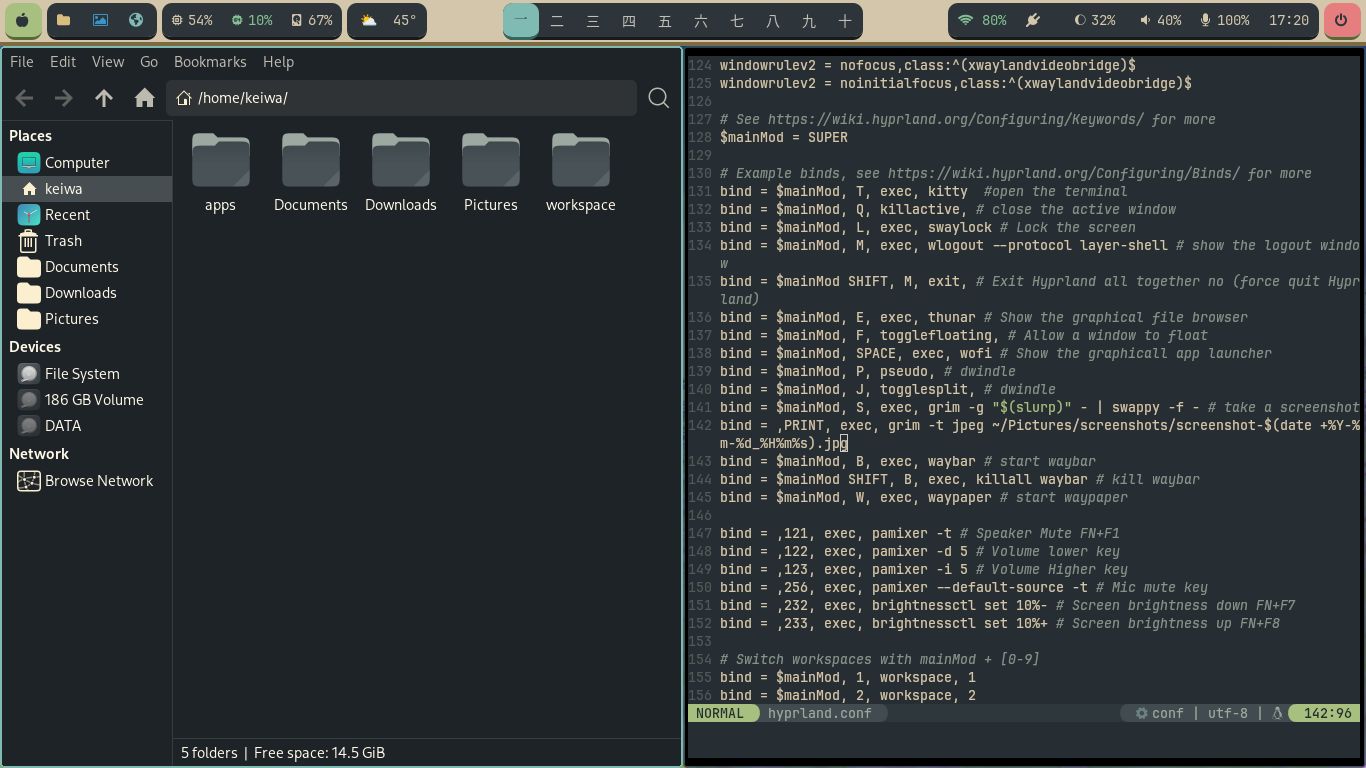 54% 10% 67% 45° 一 二 三 四 五 六 七 八 九 十 80% 32% 40% 100% 17:20
File Edit View Go Bookmarks Help
/home/keiwa/
Places
Computer
keiwa
Recent
Trash
Documents
Downloads
Pictures
Devices
File System
186 GB Volume
DATA
Network
Browse Network
apps Documents Downloads Pictures workspace
5 folders | Free space: 14.5 GiB
124 windowrulev2 = nofocus,class:^(xwaylandvideobridge)$
125 windowrulev2 = noinitialfocus,class:^(xwaylandvideobridge)$
126
127 # See https://wiki.hyprland.org/Configuring/Keywords/ for more
128 $mainMod = SUPER
129
130 # Example binds, see https://wiki.hyprland.org/Configuring/Binds/ for more
131 bind = $mainMod, T, exec, kitty  #open the terminal
132 bind = $mainMod, Q, killactive, # close the active window
133 bind = $mainMod, L, exec, swaylock # Lock the screen
134 bind = $mainMod, M, exec, wlogout --protocol layer-shell # show the logout windo
w
135 bind = $mainMod SHIFT, M, exit, # Exit Hyprland all together no (force quit Hypr
land)
136 bind = $mainMod, E, exec, thunar # Show the graphical file browser
137 bind = $mainMod, F, togglefloating, # Allow a window to float
138 bind = $mainMod, SPACE, exec, wofi # Show the graphicall app launcher
139 bind = $mainMod, P, pseudo, # dwindle
140 bind = $mainMod, J, togglesplit, # dwindle
141 bind = $mainMod, S, exec, grim -g "$(slurp)" - | swappy -f - # take a screenshot
142 bind = ,PRINT, exec, grim -t jpeg ~/Pictures/screenshots/screenshot-$(date +%Y-%
m-%d_%H%m%s).jpg
143 bind = $mainMod, B, exec, waybar # start waybar
144 bind = $mainMod SHIFT, B, exec, killall waybar # kill waybar
145 bind = $mainMod, W, exec, waypaper # start waypaper
146
147 bind = ,121, exec, pamixer -t # Speaker Mute FN+F1
148 bind = ,122, exec, pamixer -d 5 # Volume lower key
149 bind = ,123, exec, pamixer -i 5 # Volume Higher key
150 bind = ,256, exec, pamixer --default-source -t # Mic mute key
151 bind = ,232, exec, brightnessctl set 10%- # Screen brightness down FN+F7
152 bind = ,233, exec, brightnessctl set 10%+ # Screen brightness up FN+F8
153
154 # Switch workspaces with mainMod + [0-9]
155 bind = $mainMod, 1, workspace, 1
156 bind = $mainMod, 2, workspace, 2
NORMAL hyprland.conf conf | utf-8 | 142:96